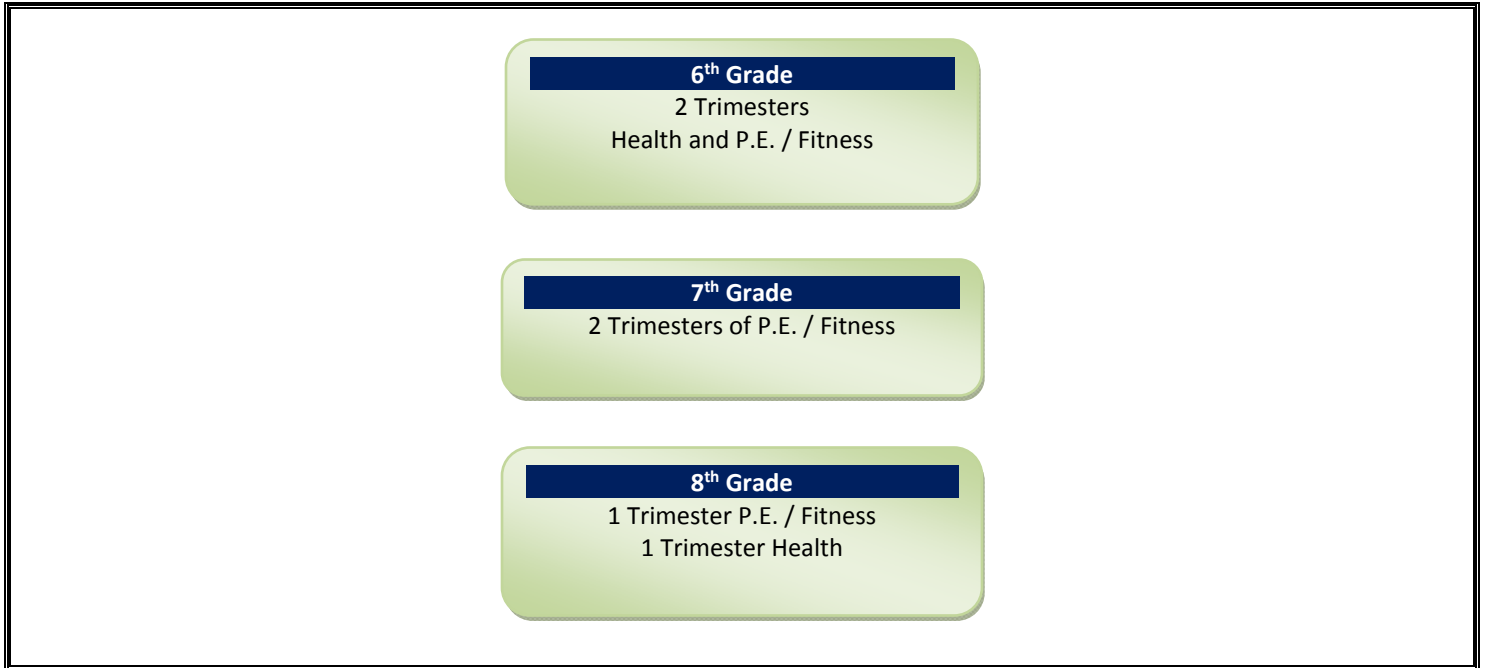 6th Grade
2 Trimesters
Health and P.E. / Fitness
7th Grade
2 Trimesters of P.E. / Fitness
8th Grade
1 Trimester P.E. / Fitness
1 Trimester Health